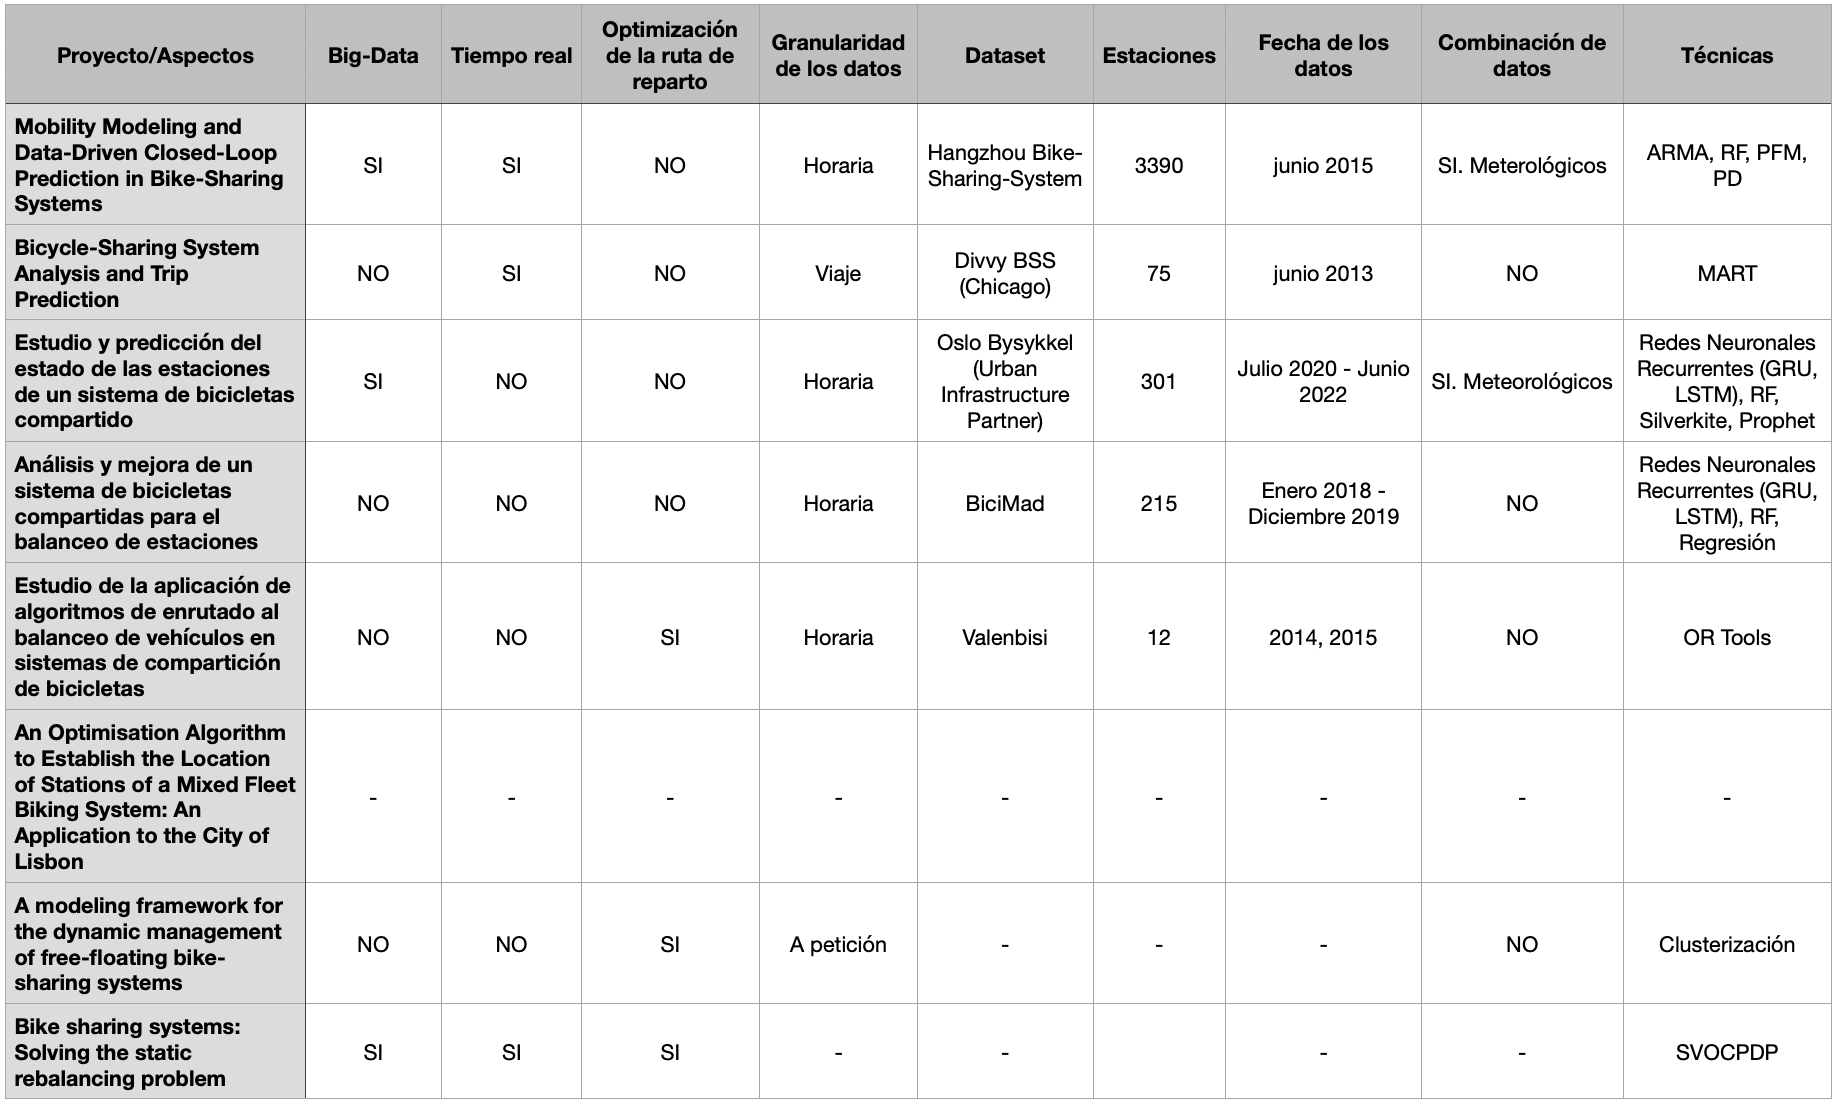 Proyecto/Aspectos
Big-Data
Tiempo real
Optimización
de la ruta de
reparto
Granularidad
de los datos
Dataset
Estaciones
Fecha de los
datos
Combinación de
datos
Técnicas
Mobility Modeling and
Data-Driven Closed-Loop
Prediction in Bike-Sharing
Systems
SI
SI
NO
Horaria
Hangzhou Bike-
Sharing-System
3390
junio 2015
SI. Meterológicos
ARMA, RF, PFM,
PD
Bicycle-Sharing System
Analysis and Trip
Prediction
NO
SI
NO
Viaje
Divvy BSS
(Chicago)
75
junio 2013
NO
MART
Estudio y predicción del
estado de las estaciones
de un sistema de bicicletas
compartido
SI
NO
NO
Horaria
Oslo Bysykkel
(Urban
Infrastructure
Partner)
301
Julio 2020 - Junio
2022
SI. Meteorológicos
Redes Neuronales
Recurrentes (GRU,
LSTM), RF,
Silverkite, Prophet
Análisis y mejora de un
sistema de bicicletas
compartidas para el
balanceo de estaciones
NO
NO
NO
Horaria
BiciMad
215
Enero 2018 -
Diciembre 2019
NO
Redes Neuronales
Recurrentes (GRU,
LSTM), RF,
Regresión
Estudio de la aplicación de
algoritmos de enrutado al
balanceo de vehículos en
sistemas de compartición
de bicicletas
NO
NO
SI
Horaria
Valenbisi
12
2014, 2015
NO
OR Tools
An Optimisation Algorithm
to Establish the Location
of Stations of a Mixed Fleet
Biking System: An
Application to the City of
Lisbon
-
-
-
-
-
-
-
-
-
A modeling framework for
the dynamic management
of free-floating bike-
sharing systems
NO
NO
SI
A petición
-
-
-
NO
Clusterización
Bike sharing systems:
Solving the static
rebalancing problem
SI
SI
SI
-
-
-
-
SVOCPDP